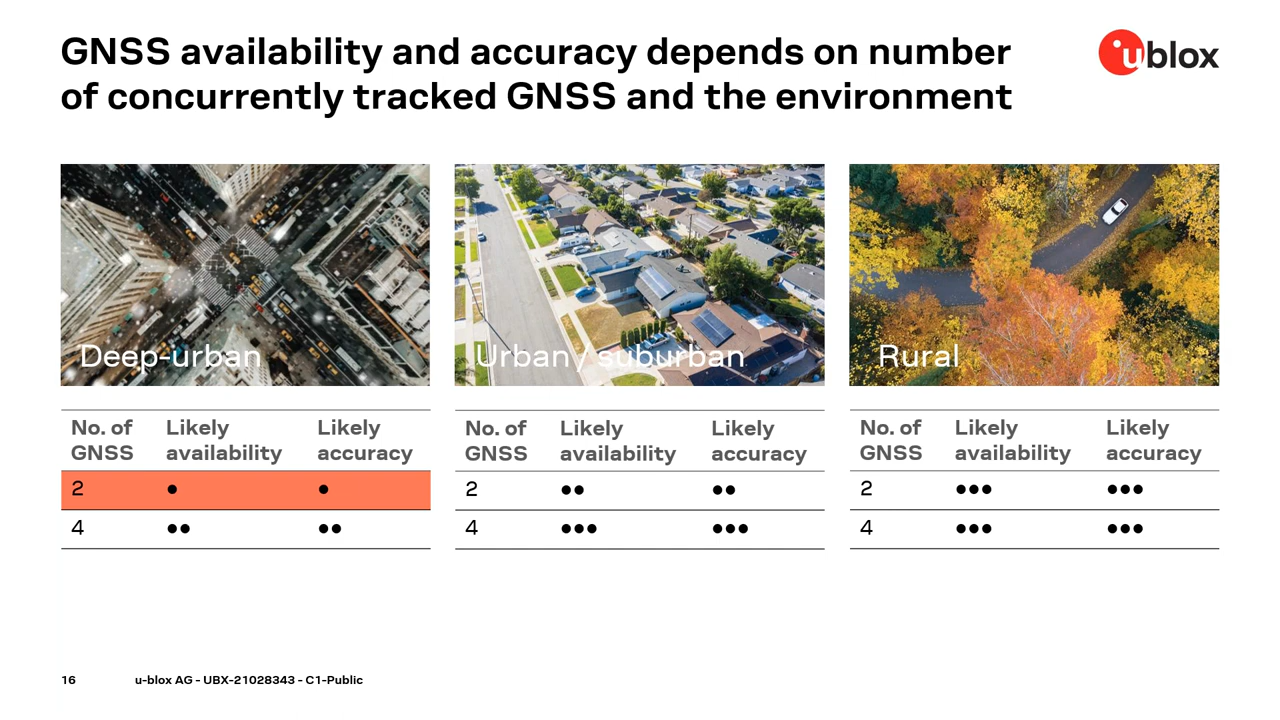 GNSS availability and accuracy depends on number
of concurrently tracked GNSS and the environment
ublox
Deep-urban
Urban / suburban
Rural
No. of GNSS Likely availability Likely accuracy
2 ● ●
4 ●● ●●
No. of GNSS Likely availability Likely accuracy
2 ●● ●●
4 ●●● ●●●
No. of GNSS Likely availability Likely accuracy
2 ●●● ●●●
4 ●●● ●●●
16 u-blox AG - UBX-21028343 - C1-Public